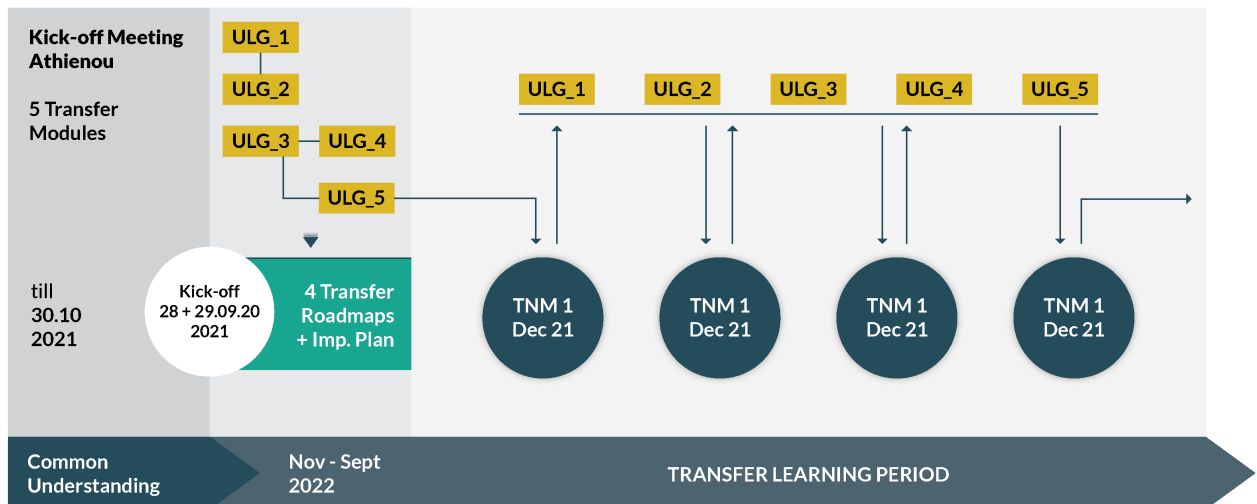 Kick-off Meeting
Athienou
5 Transfer
Modules
till
30.10
2021
ULG_1
ULG_2
ULG_3
ULG_4
ULG_5
Kick-off
28 + 29.09.20
2021
4 Transfer
Roadmaps
+ Imp. Plan
ULG_1
ULG_2
ULG_3
ULG_4
ULG_5
TNM 1
Dec 21
TNM 1
Dec 21
TNM 1
Dec 21
TNM 1
Dec 21
Common
Understanding
Nov - Sept
2022
TRANSFER LEARNING PERIOD